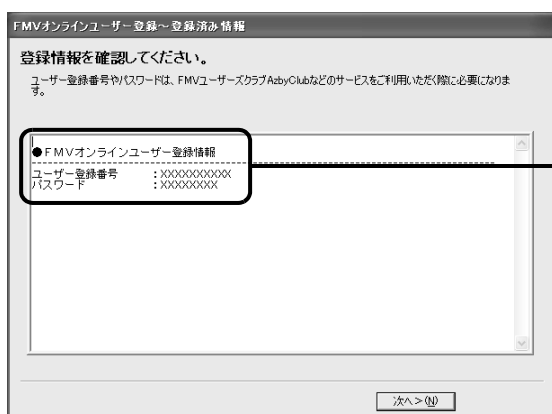 FMVオンラインユーザー登録～登録済み情報
登録情報を確認してください。
ユーザー登録番号やパスワードは、FMVユーザーズクラブAzbyClubなどのサービスをご利用いただく際に必要になりま
す。
●FMVオンラインユーザー登録情報
--------------------------------------------------
ユーザー登録番号　　：XXXXXXXXXX
パスワード　　　　　：XXXXXXXX
次へ＞(N)